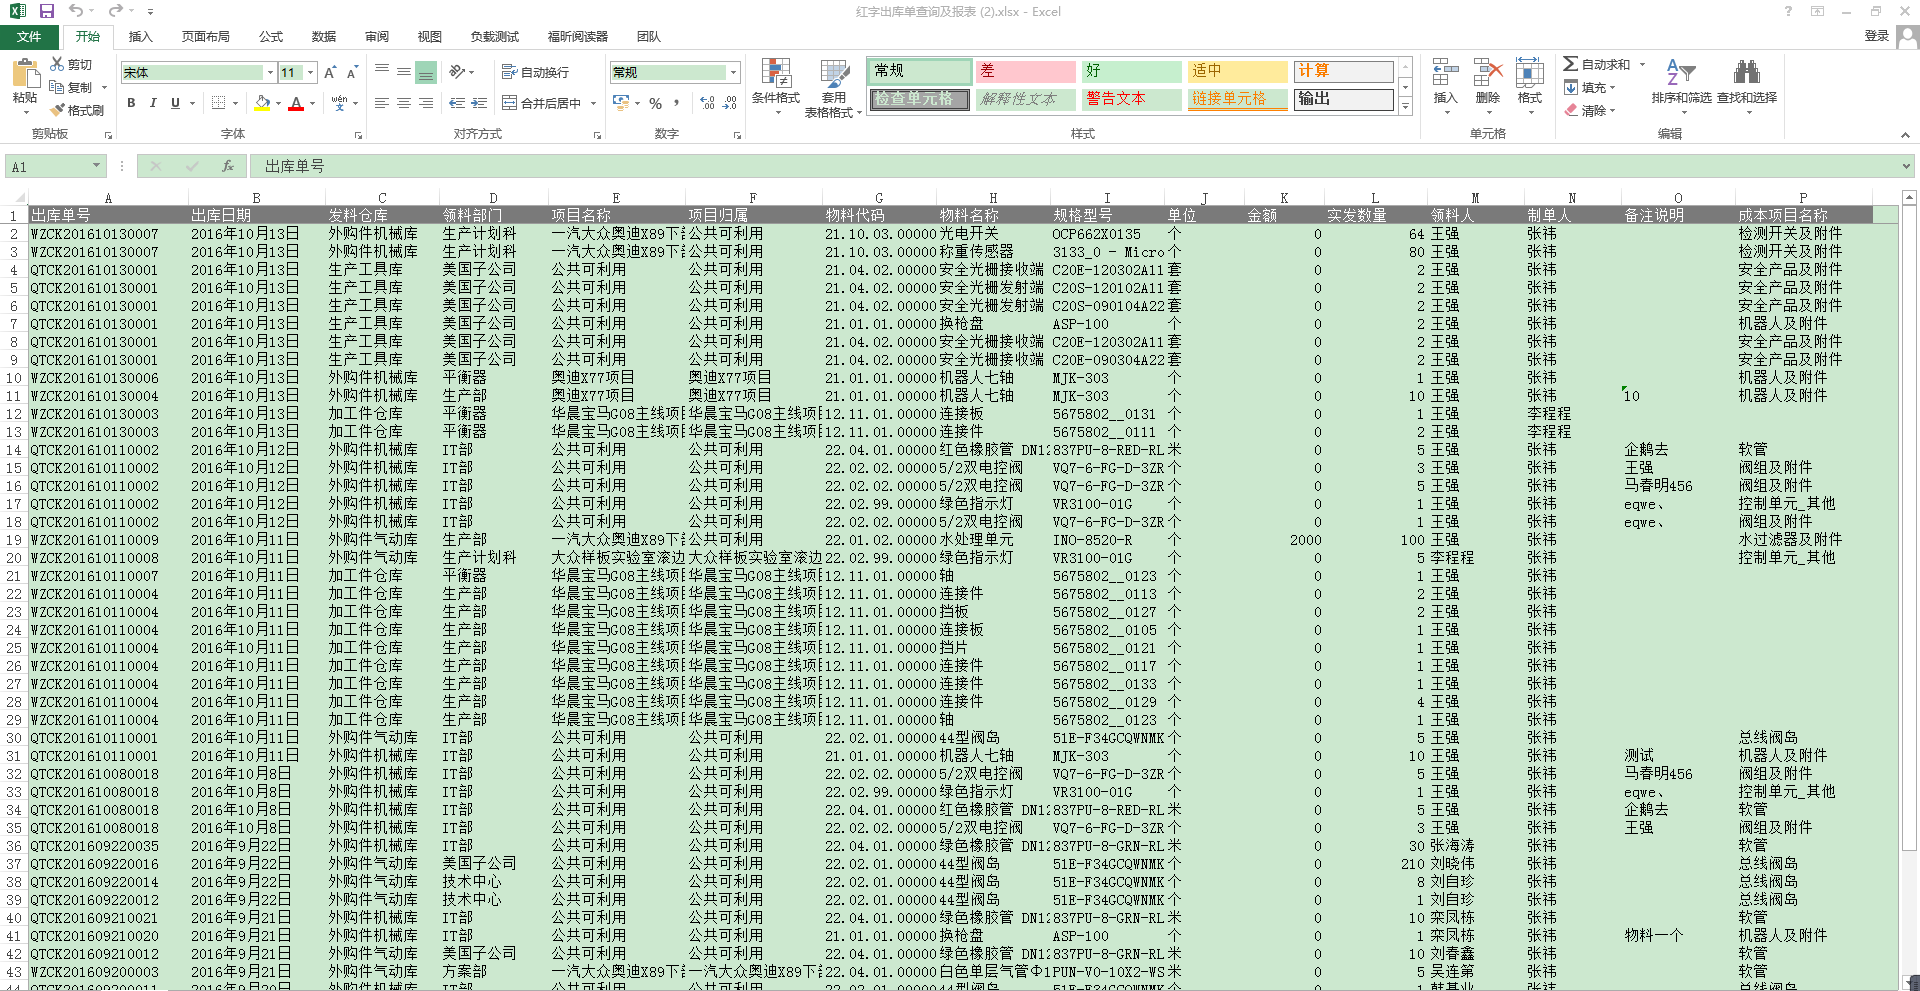 红字出库单查询及报表 (2).xlsx - Excel
文件 开始 插入 页面布局 公式 数据 审阅 视图 负载测试 福昕阅读器 团队 登录
剪切 宋体 11 自动换行 常规 常规 差 好 适中 计算 自动求和
粘贴 复制 条件格式 套用 插入 删除 格式 填充 排序和筛选 查找和选择
格式刷 B I U 合并后居中 % 表格格式 检查单元格 解释性文本 警告文本 链接单元格 输出 清除
剪贴板 字体 对齐方式 数字 样式 单元格 编辑
A1 fx 出库单号
A B C D E F G H I J K L M N O P
1 出库单号 出库日期 发料仓库 领料部门 项目名称 项目归属 物料代码 物料名称 规格型号 单位 金额 实发数量 领料人 制单人 备注说明 成本项目名称
2 WZCK201610130007 2016年10月13日 外购件机械库 生产计划科 一汽大众奥迪X89下 公共可利用 21.10.03.00000 光电开关 OCP662X0135 个 0 64 王强 张祎 检测开关及附件
3 WZCK201610130007 2016年10月13日 外购件机械库 生产计划科 一汽大众奥迪X89下 公共可利用 21.10.03.00000 称重传感器 3133_0 - Micro 个 0 80 王强 张祎 检测开关及附件
4 QTCK201610130001 2016年10月13日 生产工具库 美国子公司 公共可利用 公共可利用 21.04.02.00000 安全光栅接收端 C20E-120302A11 套 0 2 王强 张祎 安全产品及附件
5 QTCK201610130001 2016年10月13日 生产工具库 美国子公司 公共可利用 公共可利用 21.04.02.00000 安全光栅发射端 C20S-120102A11 套 0 2 王强 张祎 安全产品及附件
6 QTCK201610130001 2016年10月13日 生产工具库 美国子公司 公共可利用 公共可利用 21.04.02.00000 安全光栅发射端 C20S-090104A22 套 0 2 王强 张祎 安全产品及附件
7 QTCK201610130001 2016年10月13日 生产工具库 美国子公司 公共可利用 公共可利用 21.01.01.00000 换枪盘 ASP-100 个 0 2 王强 张祎 机器人及附件
8 QTCK201610130001 2016年10月13日 生产工具库 美国子公司 公共可利用 公共可利用 21.04.02.00000 安全光栅接收端 C20E-120302A11 套 0 2 王强 张祎 安全产品及附件
9 QTCK201610130001 2016年10月13日 生产工具库 美国子公司 公共可利用 公共可利用 21.04.02.00000 安全光栅接收端 C20E-090304A22 套 0 2 王强 张祎 安全产品及附件
10 WZCK201610130006 2016年10月13日 外购件机械库 平衡器 奥迪X77项目 奥迪X77项目 21.01.01.00000 机器人七轴 MJK-303 个 0 1 王强 张祎 机器人及附件
11 WZCK201610130004 2016年10月13日 外购件机械库 生产部 奥迪X77项目 奥迪X77项目 21.01.01.00000 机器人七轴 MJK-303 个 0 10 王强 张祎 10 机器人及附件
12 WZCK201610130003 2016年10月13日 加工件仓库 平衡器 华晨宝马G08主线项 华晨宝马G08主线项 12.11.01.00000 连接板 5675802__0131 个 0 1 王强 李程程
13 WZCK201610130003 2016年10月13日 加工件仓库 平衡器 华晨宝马G08主线项 华晨宝马G08主线项 12.11.01.00000 连接件 5675802__0111 个 0 2 王强 李程程
14 QTCK201610110002 2016年10月12日 外购件机械库 IT部 公共可利用 公共可利用 22.04.01.00000 红色橡胶管 DN12 837PU-8-RED-RL 米 0 5 王强 张祎 企鹅去 软管
15 QTCK201610110002 2016年10月12日 外购件机械库 IT部 公共可利用 公共可利用 22.02.02.00000 5/2双电控阀 VQ7-6-FG-D-3ZR 个 0 3 王强 张祎 王强 阀组及附件
16 QTCK201610110002 2016年10月12日 外购件机械库 IT部 公共可利用 公共可利用 22.02.02.00000 5/2双电控阀 VQ7-6-FG-D-3ZR 个 0 5 王强 张祎 马春明456 阀组及附件
17 QTCK201610110002 2016年10月12日 外购件机械库 IT部 公共可利用 公共可利用 22.02.99.00000 绿色指示灯 VR3100-01G 个 0 1 王强 张祎 eqwe、 控制单元_其他
18 QTCK201610110002 2016年10月12日 外购件机械库 IT部 公共可利用 公共可利用 22.02.02.00000 5/2双电控阀 VQ7-6-FG-D-3ZR 个 0 1 王强 张祎 eqwe、 阀组及附件
19 WZCK201610110009 2016年10月11日 外购件气动库 生产部 一汽大众奥迪X89下 公共可利用 22.01.02.00000 水处理单元 INO-8520-R 个 2000 100 王强 张祎 水过滤器及附件
20 WZCK201610110008 2016年10月11日 外购件气动库 生产计划科 大众样板实验室滚边 大众样板实验室滚边 22.02.99.00000 绿色指示灯 VR3100-01G 个 0 5 李程程 张祎 控制单元_其他
21 WZCK201610110007 2016年10月11日 加工件仓库 平衡器 华晨宝马G08主线项 华晨宝马G08主线项 12.11.01.00000 轴 5675802__0123 个 0 1 王强 张祎
22 WZCK201610110004 2016年10月11日 加工件仓库 生产部 华晨宝马G08主线项 华晨宝马G08主线项 12.11.01.00000 连接件 5675802__0113 个 0 2 王强 张祎
23 WZCK201610110004 2016年10月11日 加工件仓库 生产部 华晨宝马G08主线项 华晨宝马G08主线项 12.11.01.00000 挡板 5675802__0127 个 0 2 王强 张祎
24 WZCK201610110004 2016年10月11日 加工件仓库 生产部 华晨宝马G08主线项 华晨宝马G08主线项 12.11.01.00000 连接板 5675802__0105 个 0 1 王强 张祎
25 WZCK201610110004 2016年10月11日 加工件仓库 生产部 华晨宝马G08主线项 华晨宝马G08主线项 12.11.01.00000 挡片 5675802__0121 个 0 1 王强 张祎
26 WZCK201610110004 2016年10月11日 加工件仓库 生产部 华晨宝马G08主线项 华晨宝马G08主线项 12.11.01.00000 连接件 5675802__0117 个 0 1 王强 张祎
27 WZCK201610110004 2016年10月11日 加工件仓库 生产部 华晨宝马G08主线项 华晨宝马G08主线项 12.11.01.00000 连接件 5675802__0133 个 0 1 王强 张祎
28 WZCK201610110004 2016年10月11日 加工件仓库 生产部 华晨宝马G08主线项 华晨宝马G08主线项 12.11.01.00000 连接件 5675802__0129 个 0 4 王强 张祎
29 WZCK201610110004 2016年10月11日 加工件仓库 生产部 华晨宝马G08主线项 华晨宝马G08主线项 12.11.01.00000 轴 5675802__0123 个 0 1 王强 张祎
30 QTCK201610110001 2016年10月11日 外购件气动库 IT部 公共可利用 公共可利用 22.02.01.00000 44型阀岛 51E-F34GCQWNMK 个 0 5 王强 张祎 总线阀岛
31 QTCK201610110001 2016年10月11日 外购件机械库 IT部 公共可利用 公共可利用 21.01.01.00000 机器人七轴 MJK-303 个 0 10 王强 张祎 测试 机器人及附件
32 QTCK201610080018 2016年10月8日 外购件机械库 IT部 公共可利用 公共可利用 22.02.02.00000 5/2双电控阀 VQ7-6-FG-D-3ZR 个 0 5 王强 张祎 马春明456 阀组及附件
33 QTCK201610080018 2016年10月8日 外购件机械库 IT部 公共可利用 公共可利用 22.02.99.00000 绿色指示灯 VR3100-01G 个 0 1 王强 张祎 eqwe、 控制单元_其他
34 QTCK201610080018 2016年10月8日 外购件机械库 IT部 公共可利用 公共可利用 22.04.01.00000 红色橡胶管 DN12 837PU-8-RED-RL 米 0 5 王强 张祎 企鹅去 软管
35 QTCK201610080018 2016年10月8日 外购件机械库 IT部 公共可利用 公共可利用 22.02.02.00000 5/2双电控阀 VQ7-6-FG-D-3ZR 个 0 3 王强 张祎 王强 阀组及附件
36 QTCK201609220035 2016年9月22日 外购件机械库 IT部 公共可利用 公共可利用 22.04.01.00000 绿色橡胶管 DN12 837PU-8-GRN-RL 米 0 30 张海涛 张祎 软管
37 QTCK201609220016 2016年9月22日 外购件气动库 美国子公司 公共可利用 公共可利用 22.02.01.00000 44型阀岛 51E-F34GCQWNMK 个 0 210 刘晓伟 张祎 总线阀岛
38 QTCK201609220014 2016年9月22日 外购件气动库 技术中心 公共可利用 公共可利用 22.02.01.00000 44型阀岛 51E-F34GCQWNMK 个 0 8 刘自珍 张祎 总线阀岛
39 QTCK201609220012 2016年9月22日 外购件气动库 技术中心 公共可利用 公共可利用 22.02.01.00000 44型阀岛 51E-F34GCQWNMK 个 0 1 刘自珍 张祎 总线阀岛
40 QTCK201609210021 2016年9月21日 外购件机械库 IT部 公共可利用 公共可利用 22.04.01.00000 绿色橡胶管 DN12 837PU-8-GRN-RL 米 0 10 栾凤栋 张祎 软管
41 QTCK201609210020 2016年9月21日 外购件机械库 IT部 公共可利用 公共可利用 21.01.01.00000 换枪盘 ASP-100 个 0 1 栾凤栋 张祎 物料一个 机器人及附件
42 QTCK201609210012 2016年9月21日 外购件气动库 美国子公司 公共可利用 公共可利用 22.04.01.00000 绿色橡胶管 DN12 837PU-8-GRN-RL 米 0 10 刘春鑫 张祎 软管
43 WZCK201609200003 2016年9月21日 外购件气动库 方案部 一汽大众奥迪X89下 一汽大众奥迪X89下 22.04.01.00000 白色单层气管Φ1 PUN-V0-10X2-WS 米 0 5 吴连第 张祎 软管